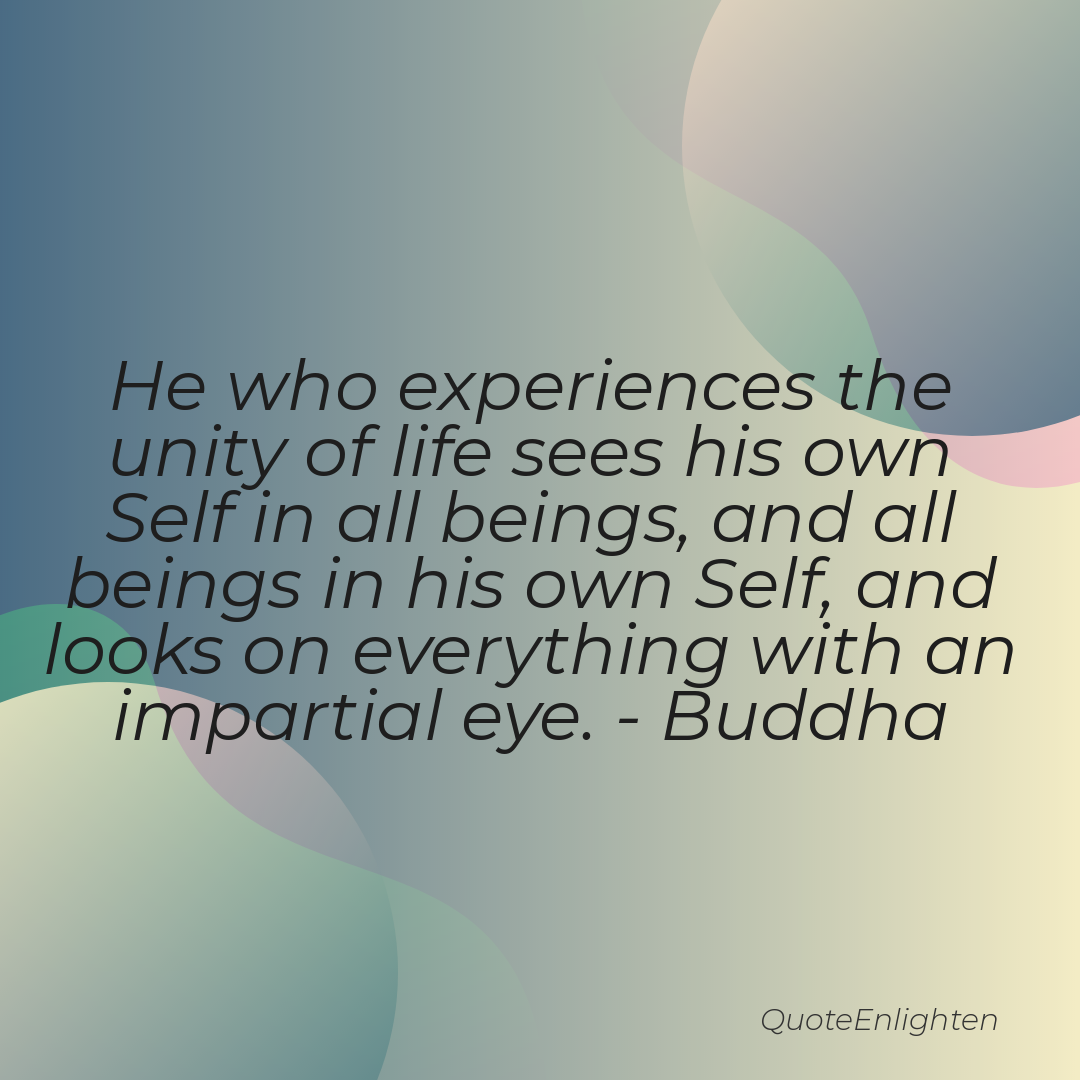 He who experiences the
unity of life sees his own
Self in all beings, and all
beings in his own Self, and
looks on everything with an
impartial eye. - Buddha
QuoteEnlighten